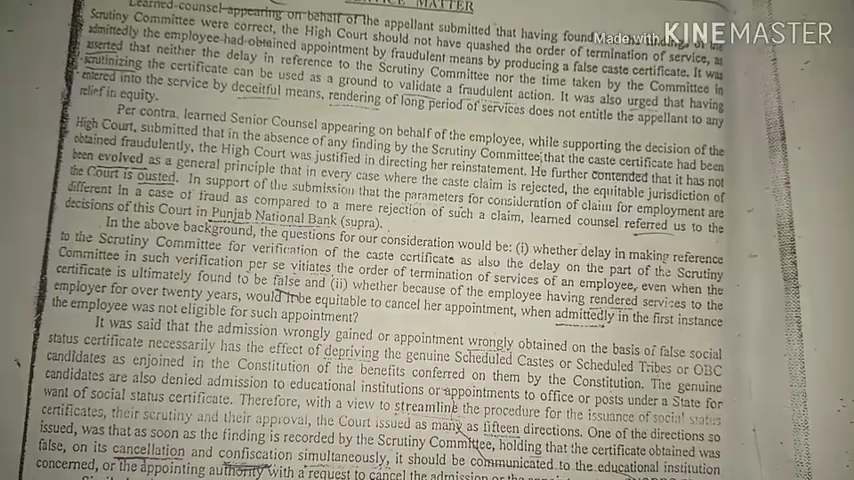 SERVICE MATTER
Made with KINEMASTER
Learned counsel appearing on behalf of the appellant submitted that having found
Scrutiny Committee were correct, the High Court should not have quashed the order of termination of service, as
admittedly the employee had obtained appointment by fraudulent means by producing a false caste certificate. It was
asserted that neither the delay in reference to the Scrutiny Committee nor the time taken by the Committee in
scrutinizing the certificate can be used as a ground to validate a fraudulent action. It was also urged that having
entered into the service by deceitful means, rendering of long period of services does not entitle the appellant to any
relief in equity.
Per contra, learned Senior Counsel appearing on behalf of the employee, while supporting the decision of the
High Court, submitted that in the absence of any finding by the Scrutiny Committee that the caste certificate had been
obtained fraudulently, the High Court was justified in directing her reinstatement. He further contended that it has not
been evolved as a general principle that in every case where the caste claim is rejected, the equitable jurisdiction of
the Court is ousted. In support of the submission that the parameters for consideration of claim for employment are
different in a case of fraud as compared to a mere rejection of such a claim, learned counsel referred us to the
decisions of this Court in Punjab National Bank (supra).
In the above background, the questions for our consideration would be: (i) whether delay in making reference
to the Scrutiny Committee for verification of the caste certificate as also the delay on the part of the Scrutiny
Committee in such verification per se vitiates the order of termination of services of an employee, even when the
certificate is ultimately found to be false and (ii) whether because of the employee having rendered services to the
employer for over twenty years, would it be equitable to cancel her appointment, when admittedly in the first instance
the employee was not eligible for such appointment?
It was said that the admission wrongly gained or appointment wrongly obtained on the basis of false social
status certificate necessarily has the effect of depriving the genuine Scheduled Castes or Scheduled Tribes or OBC
candidates as enjoined in the Constitution of the benefits conferred on them by the Constitution. The genuine
candidates are also denied admission to educational institutions or appointments to office or posts under a State for
want of social status certificate. Therefore, with a view to streamline the procedure for the issuance of social status
certificates, their scrutiny and their approval, the Court issued as many as fifteen directions. One of the directions so
issued, was that as soon as the finding is recorded by the Scrutiny Committee, holding that the certificate obtained was
false, on its cancellation and confiscation simultaneously, it should be communicated to the educational institution
concerned, or the appointing authority with a request to cancel the admission or the